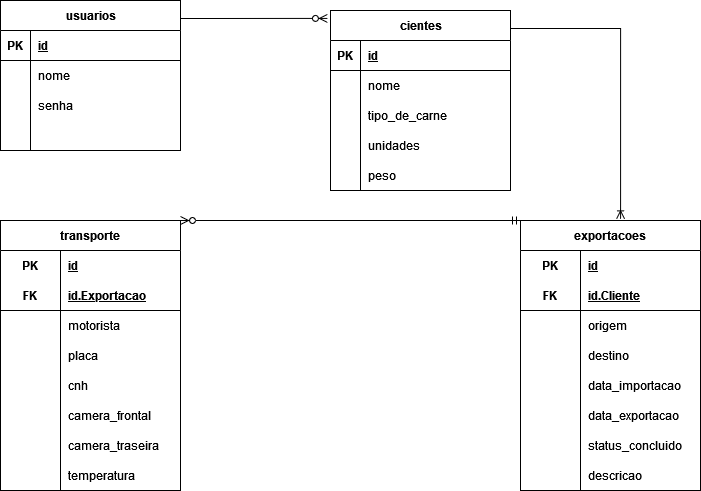 usuarios
PK id
nome
senha
cientes
PK id
nome
tipo_de_carne
unidades
peso
transporte
PK id
FK id.Exportacao
motorista
placa
cnh
camera_frontal
camera_traseira
temperatura
exportacoes
PK id
FK id.Cliente
origem
destino
data_importacao
data_exportacao
status_concluido
descricao